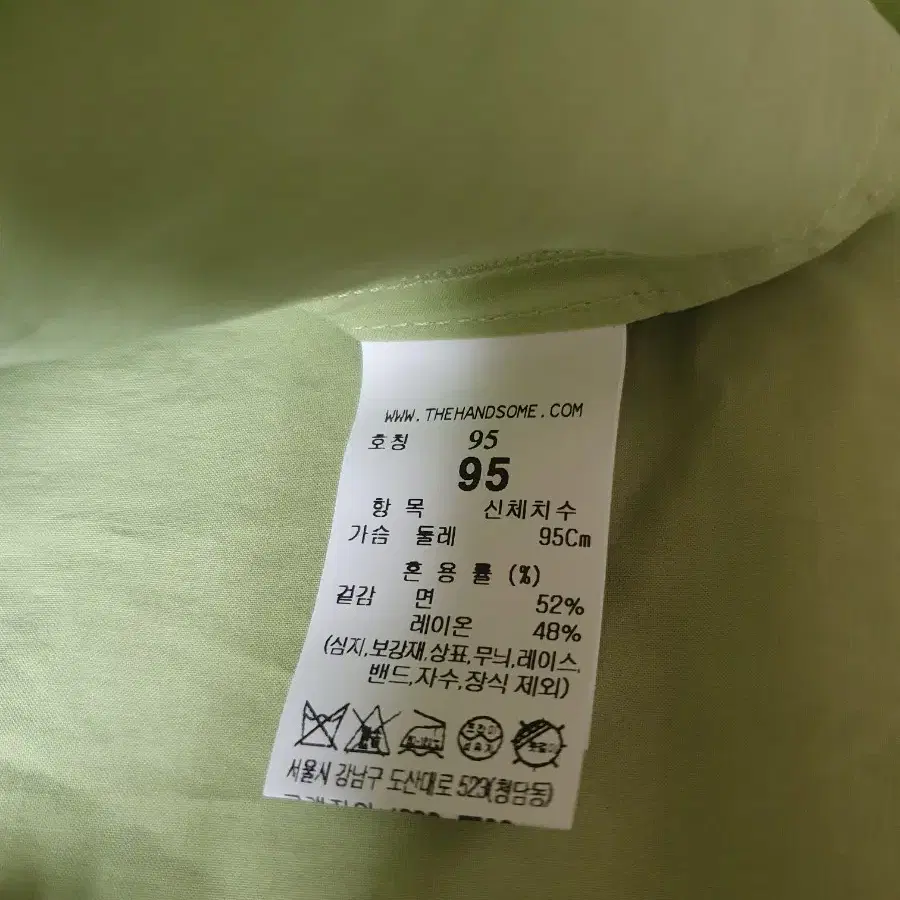 WWW.THEHANDSOME.COM
호칭 95
95
항 목 신체치수
가슴 둘레 95Cm
혼 용 률 (%)
겉감 면 52%
레이온 48%
(심지,보강재,상표,무늬,레이스,
밴드,자수,장식 제외)
서울시 강남구 도산대로 523(청담동)